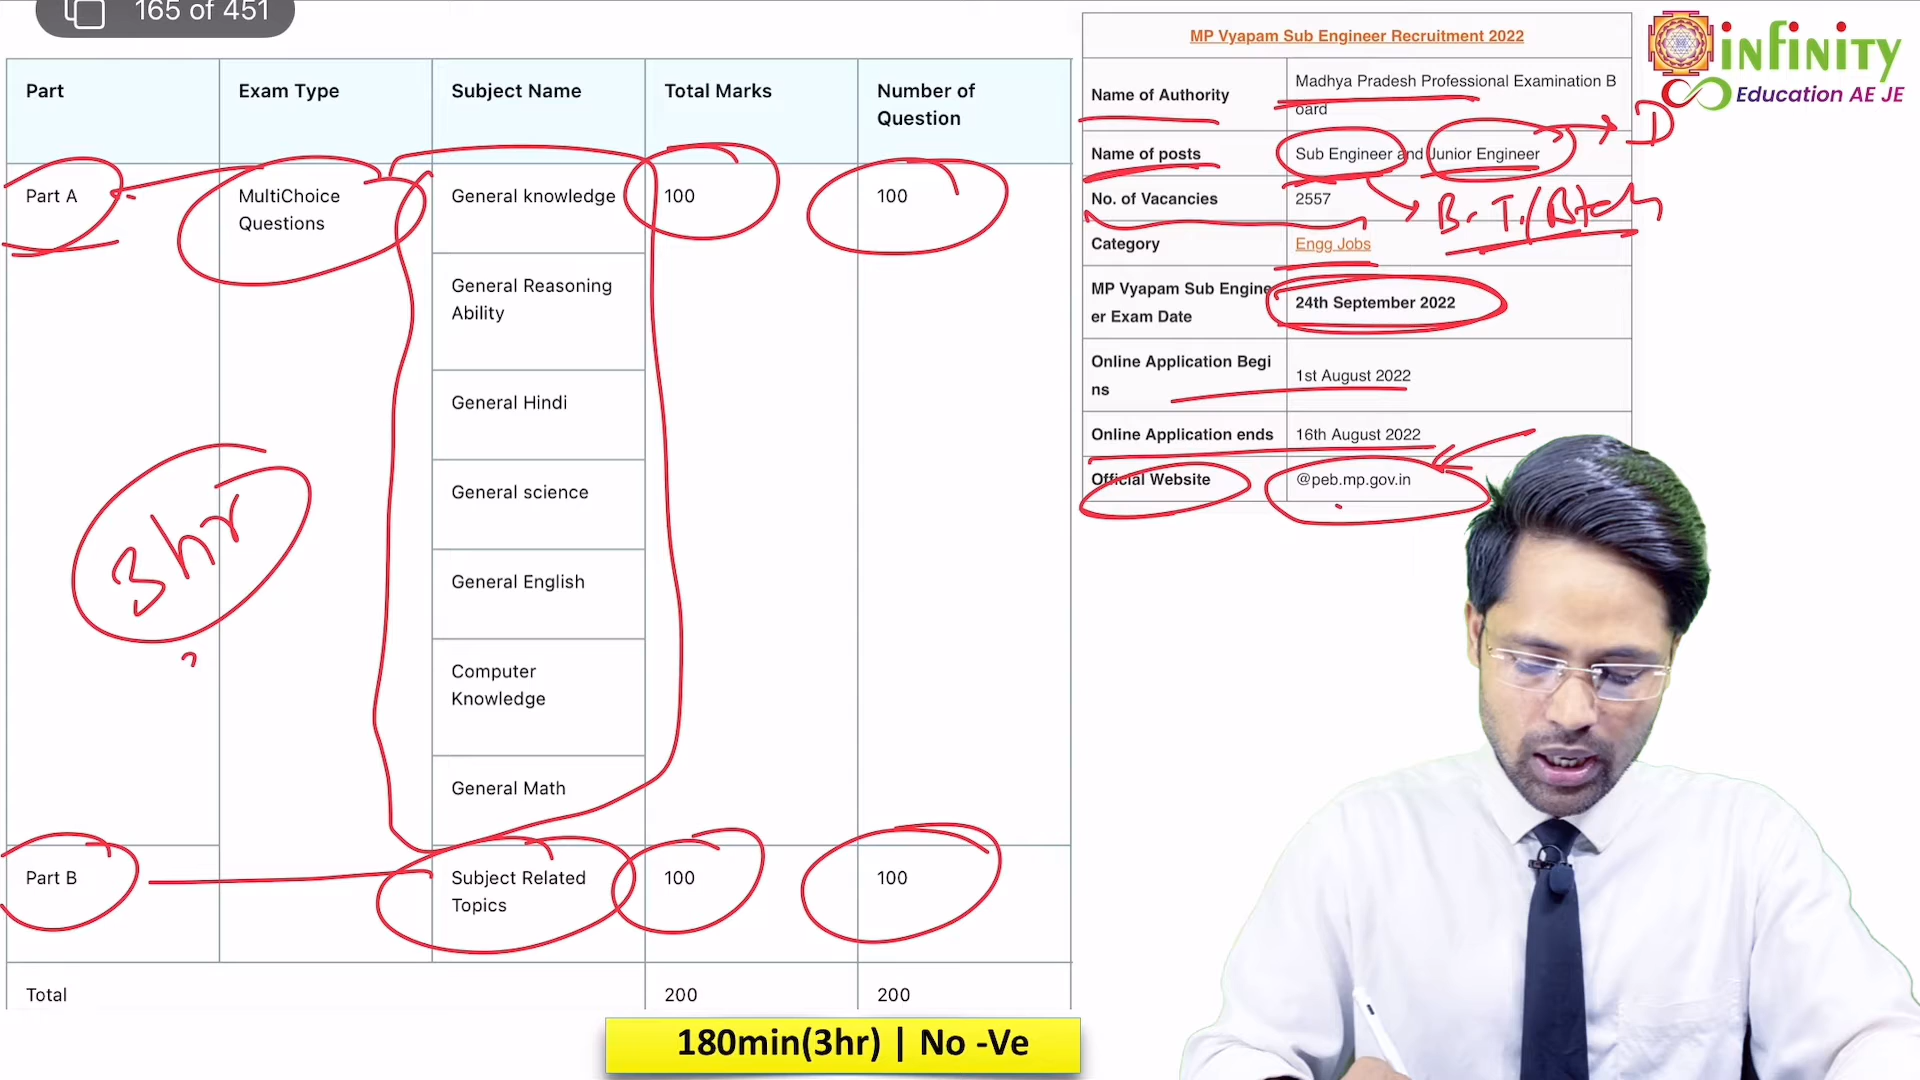 165 of 451
Part
Exam Type
Subject Name
Total Marks
Number of
Question
Part A
MultiChoice
Questions
General knowledge
100
100
General Reasoning
Ability
General Hindi
General science
General English
Computer
Knowledge
General Math
3hr
Part B
Subject Related
Topics
100
100
Total
200
200
180min(3hr) | No -Ve
MP Vyapam Sub Engineer Recruitment 2022
Name of Authority
Madhya Pradesh Professional Examination B
oard
Name of posts
Sub Engineer and Junior Engineer
D
No. of Vacancies
2557
B.T./Btch
Category
Engg Jobs
MP Vyapam Sub Engine
er Exam Date
24th September 2022
Online Application Begi
ns
1st August 2022
Online Application ends
16th August 2022
Official Website
@peb.mp.gov.in
infinity
Education AE JE